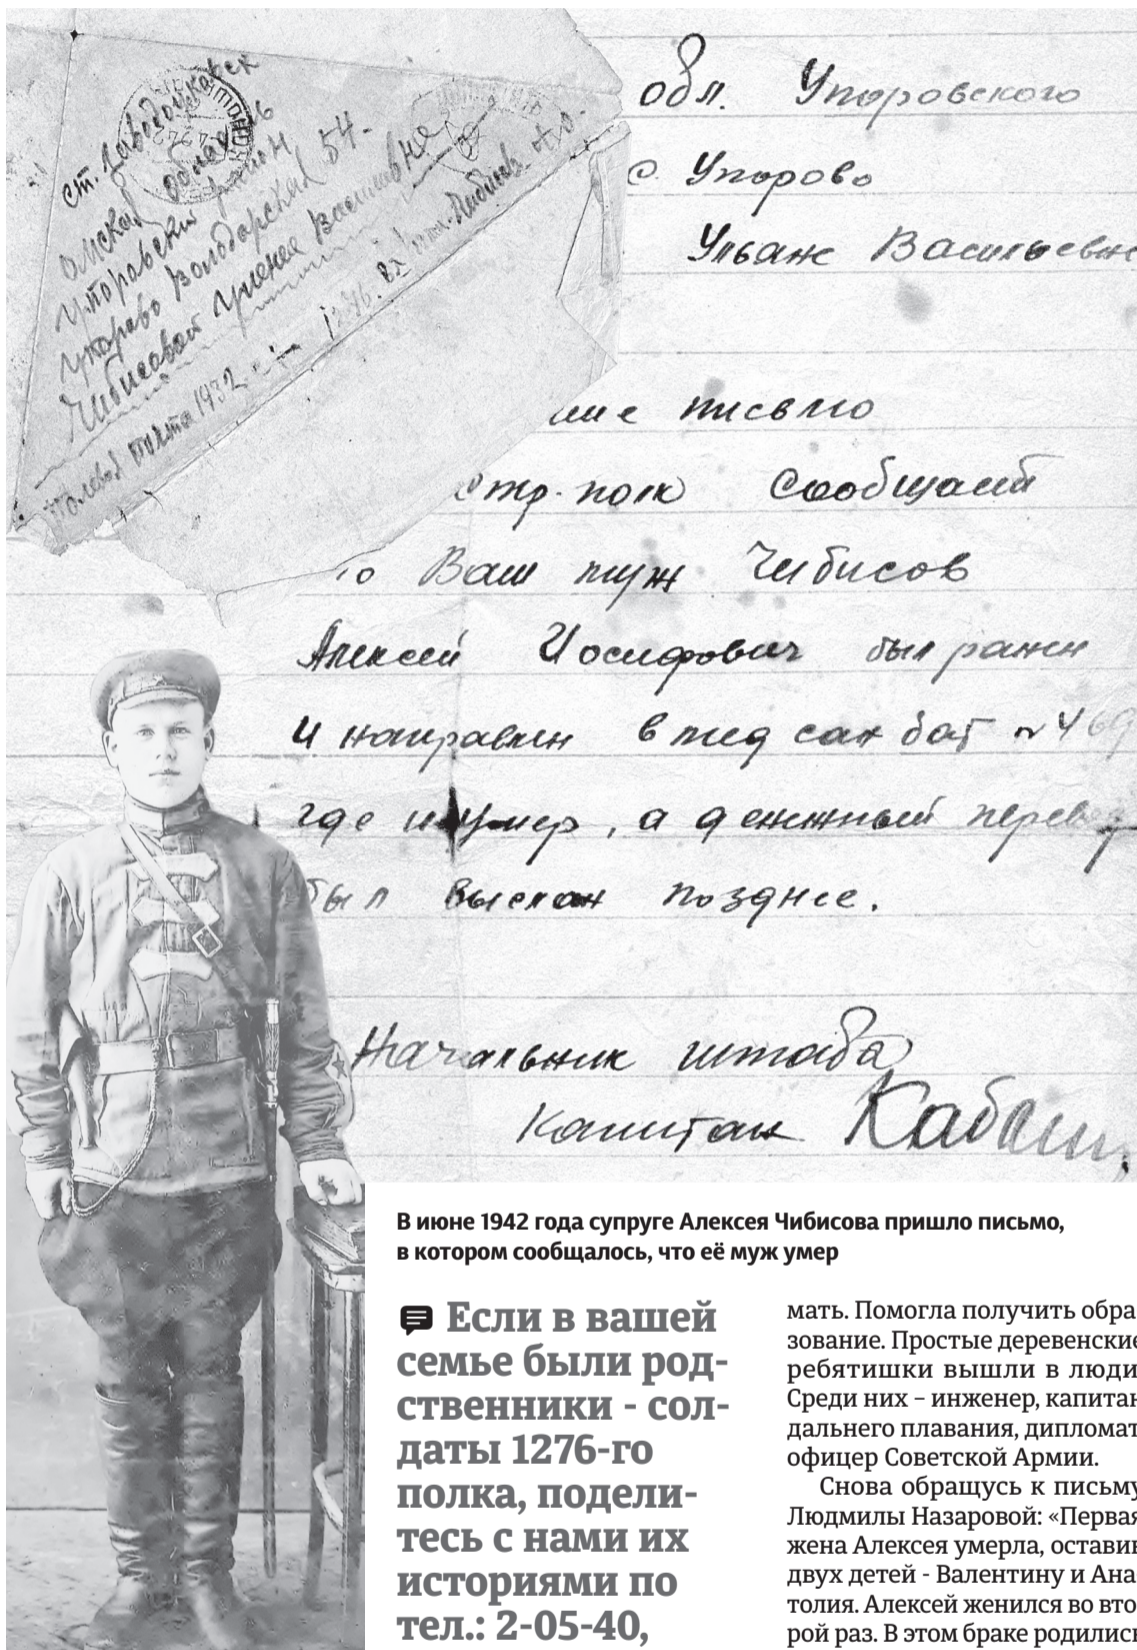 ст. Заводоуковск
Омская область
Упоровский район
Упорово Володарская 54-
Чибисовой Ульяне Васильевне
Полевая почта 1932
обл. Упоровского
с. Упорово
Ульяне Васильевне
письмо
стр. полк сообщает
Ваш муж Чибисов
Алексей Иосифович был ранен
и направлен в мед сан бат № 469
где и умер, а денежный перевод
был выслан позднее.
Начальник штаба
капитан
В июне 1942 года супруге Алексея Чибисова пришло письмо,
в котором сообщалось, что её муж умер
Если в вашей
семье были род-
ственники - сол-
даты 1276-го
полка, подели-
тесь с нами их
историями по
тел.: 2-05-40,
мать. Помогла получить обра-
зование. Простые деревенские
ребятишки вышли в люди.
Среди них – инженер, капитан
дальнего плавания, дипломат,
офицер Советской Армии.
Снова обращусь к письму
Людмилы Назаровой: «Первая
жена Алексея умерла, оставив
двух детей - Валентину и Ана-
толия. Алексей женился во вто-
рой раз. В этом браке родились